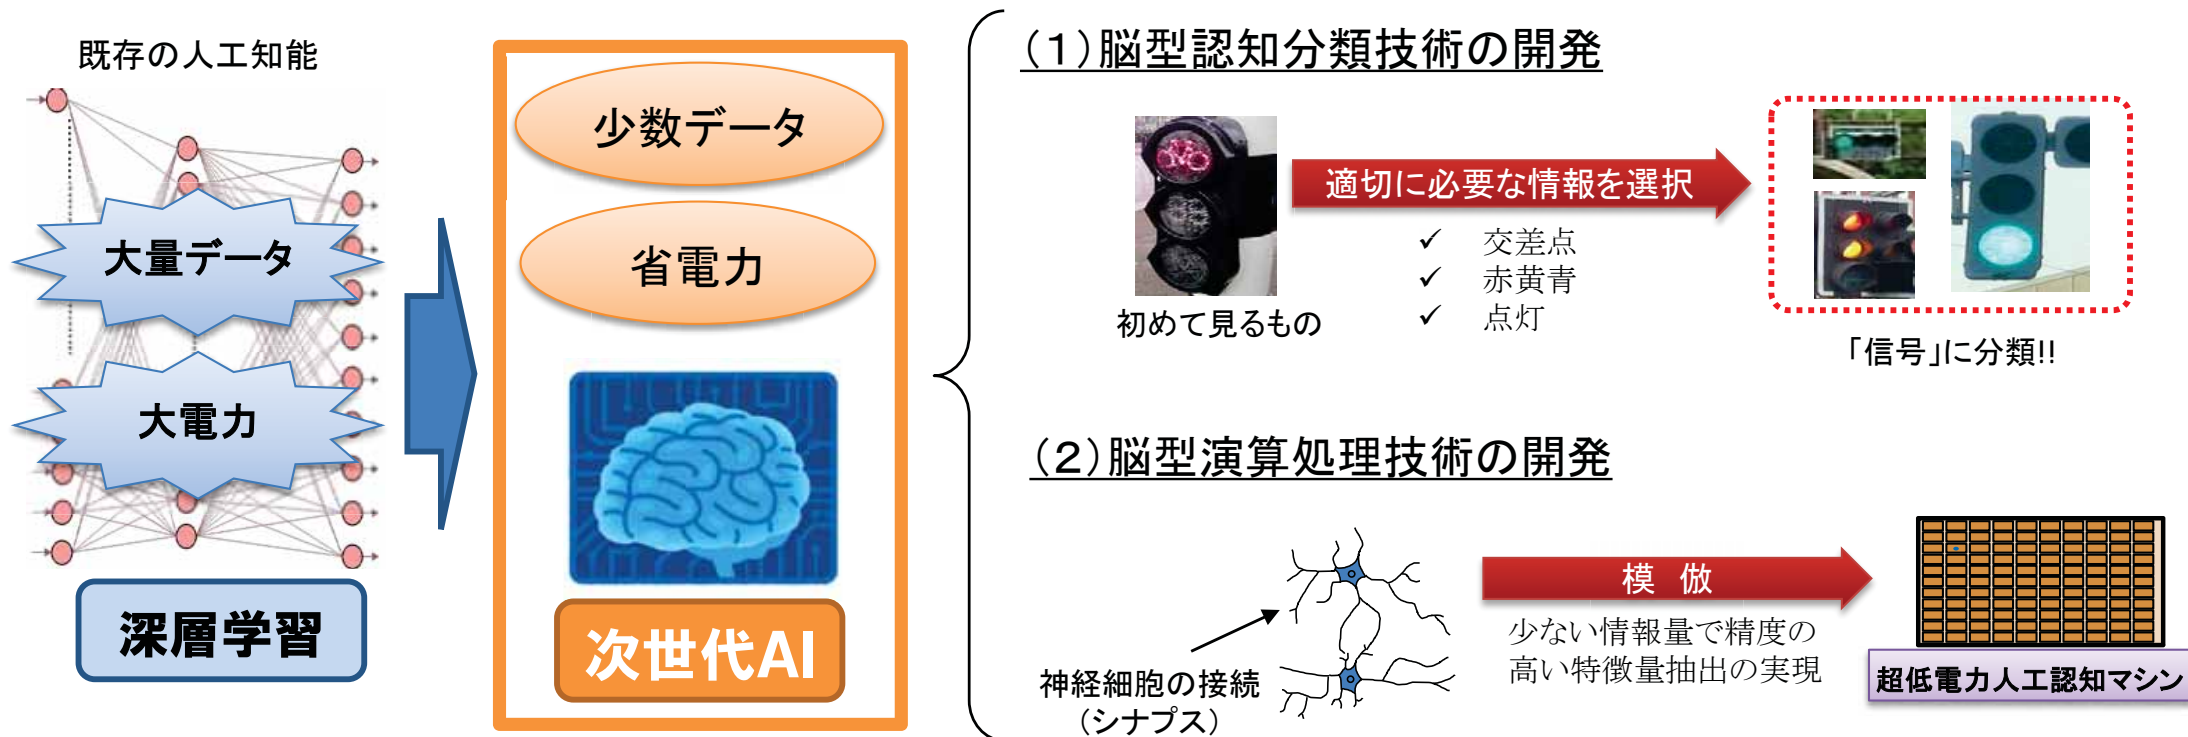 既存の人工知能
大量データ
大電力
深層学習
少数データ
省電力
次世代AI
(1)脳型認知分類技術の開発
初めて見るもの
適切に必要な情報を選択
✓ 交差点
✓ 赤黄青
✓ 点灯
「信号」に分類!!
(2)脳型演算処理技術の開発
神経細胞の接続
(シナプス)
模 倣
少ない情報量で精度の
高い特徴量抽出の実現
超低電力人工認知マシン